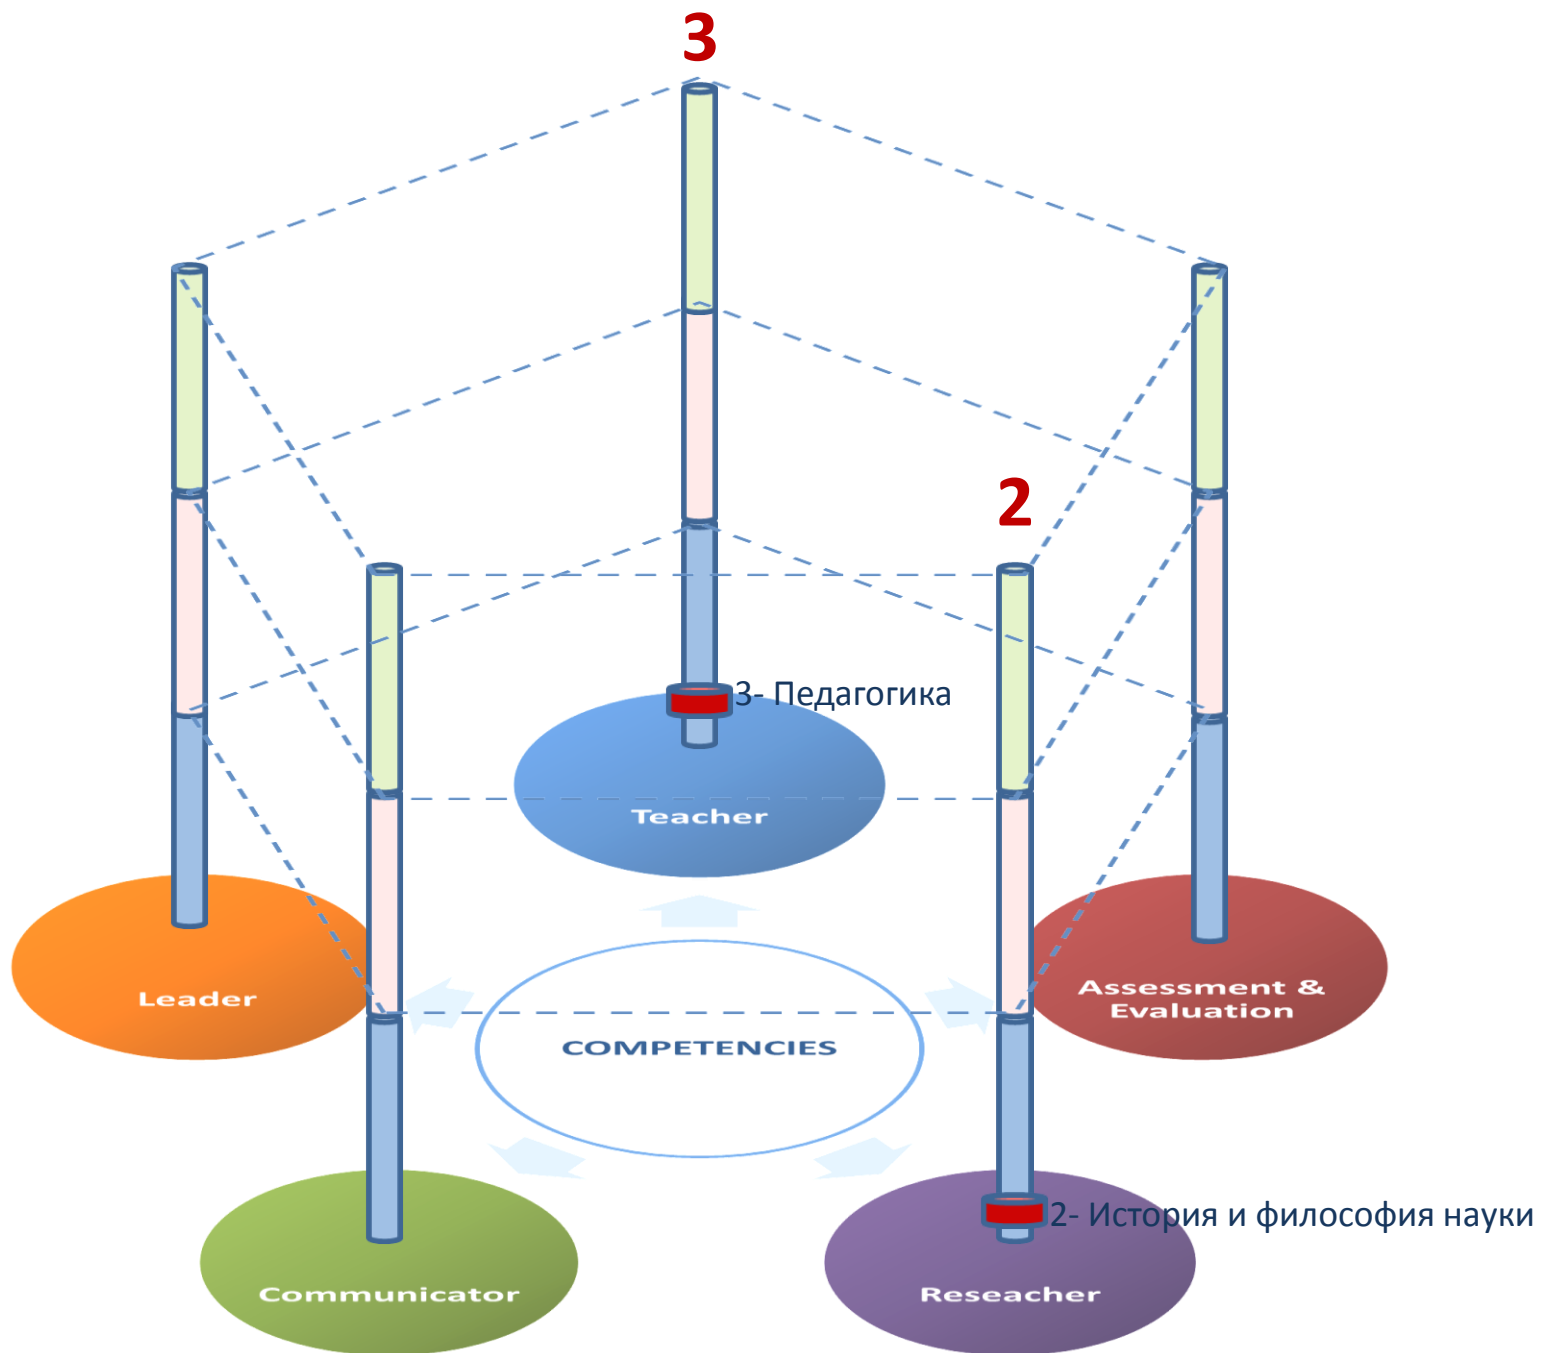 3
2
3- Педагогика
Teacher
Leader
Assessment &
Evaluation
COMPETENCIES
2- История и философия науки
Communicator
Reseacher